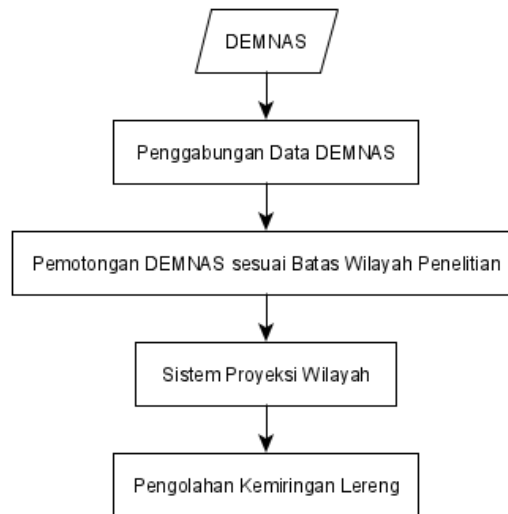 DEMNAS
Penggabungan Data DEMNAS
Pemotongan DEMNAS sesuai Batas Wilayah Penelitian
Sistem Proyeksi Wilayah
Pengolahan Kemiringan Lereng